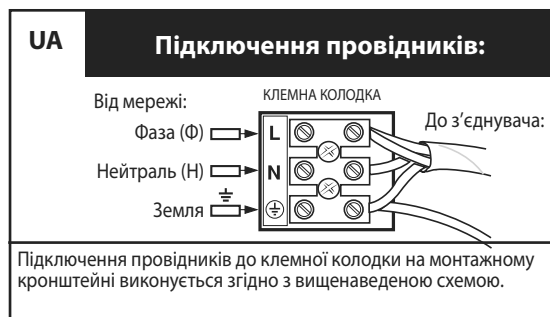 UA
Підключення провідників:
Від мережі:
КЛЕМНА КОЛОДКА
До з’єднувача:
Фаза (Ф)
L
Нейтраль (Н)
N
Земля
Підключення провідників до клемної колодки на монтажному
кронштейні виконується згідно з вищенаведеною схемою.